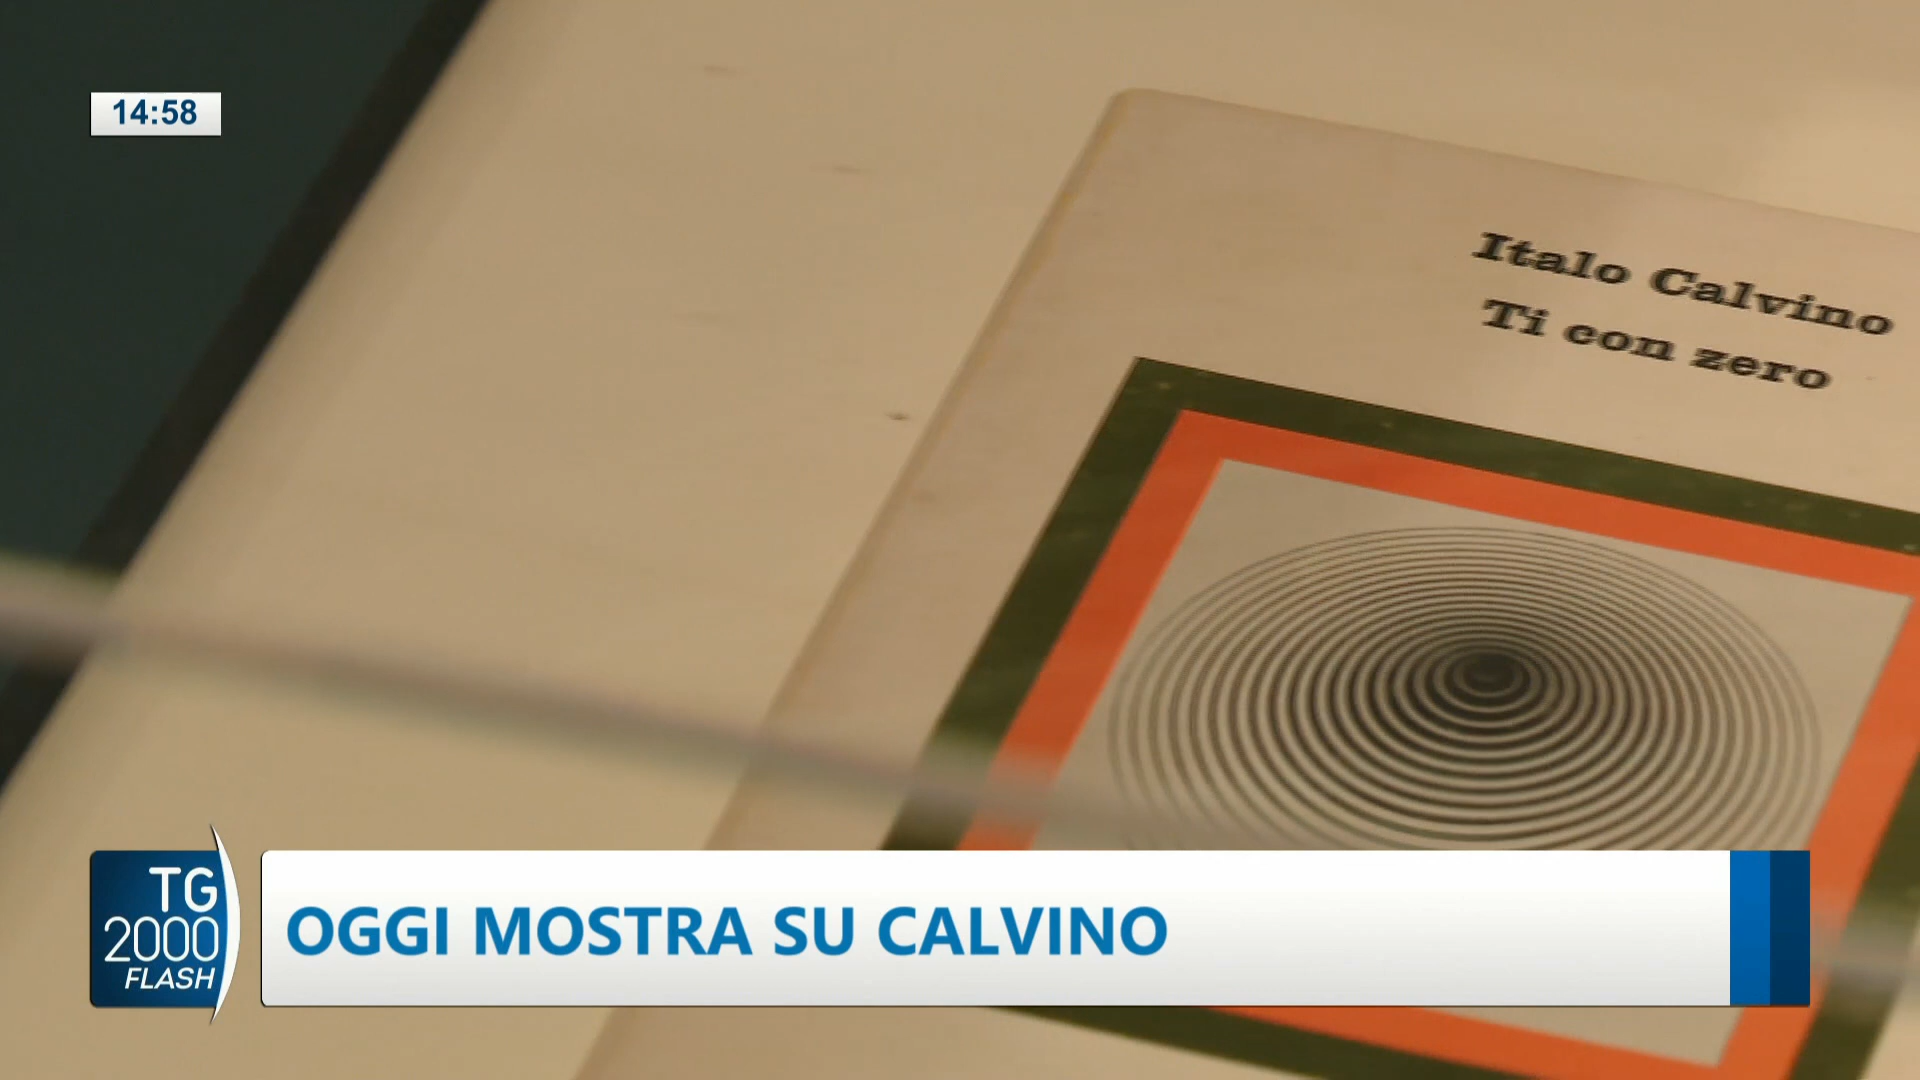 14:58
Italo Calvino
Ti con zero
TG
2000
FLASH
OGGI MOSTRA SU CALVINO